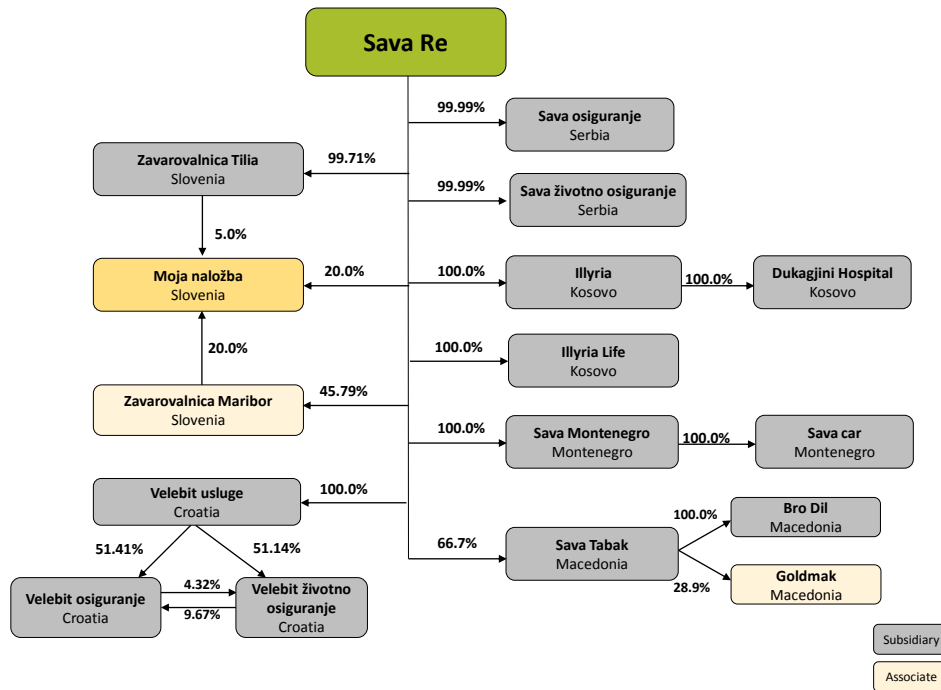 Sava Re
99.99%
Sava osiguranje
Serbia
Zavarovalnica Tilia
Slovenia
99.71%
99.99%
Sava životno osiguranje
Serbia
5.0%
Moja naložba
Slovenia
20.0%
100.0%
Illyria
Kosovo
100.0%
Dukagjini Hospital
Kosovo
20.0%
100.0%
Illyria Life
Kosovo
Zavarovalnica Maribor
Slovenia
45.79%
100.0%
Sava Montenegro
Montenegro
100.0%
Sava car
Montenegro
Velebit usluge
Croatia
100.0%
51.41%
51.14%
66.7%
Sava Tabak
Macedonia
100.0%
Bro Dil
Macedonia
28.9%
Goldmak
Macedonia
Velebit osiguranje
Croatia
4.32%
9.67%
Velebit životno
osiguranje
Croatia
Subsidiary
Associate